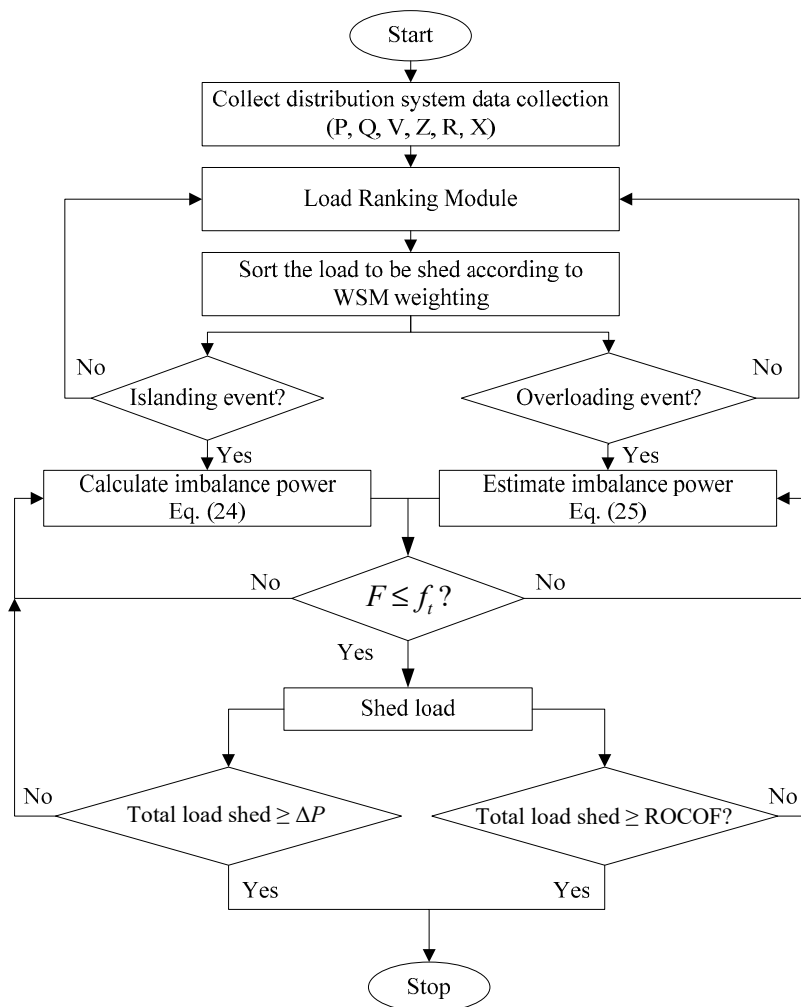 Start
Collect distribution system data collection
(P, Q, V, Z, R, X)
Load Ranking Module
Sort the load to be shed according to
WSM weighting
No
Islanding event?
Overloading event?
No
Yes
Yes
Calculate imbalance power
Eq. (24)
Estimate imbalance power
Eq. (25)
No
F ≤ f_t ?
No
Yes
Shed load
No
Total load shed ≥ ΔP
Total load shed ≥ ROCOF?
No
Yes
Yes
Stop